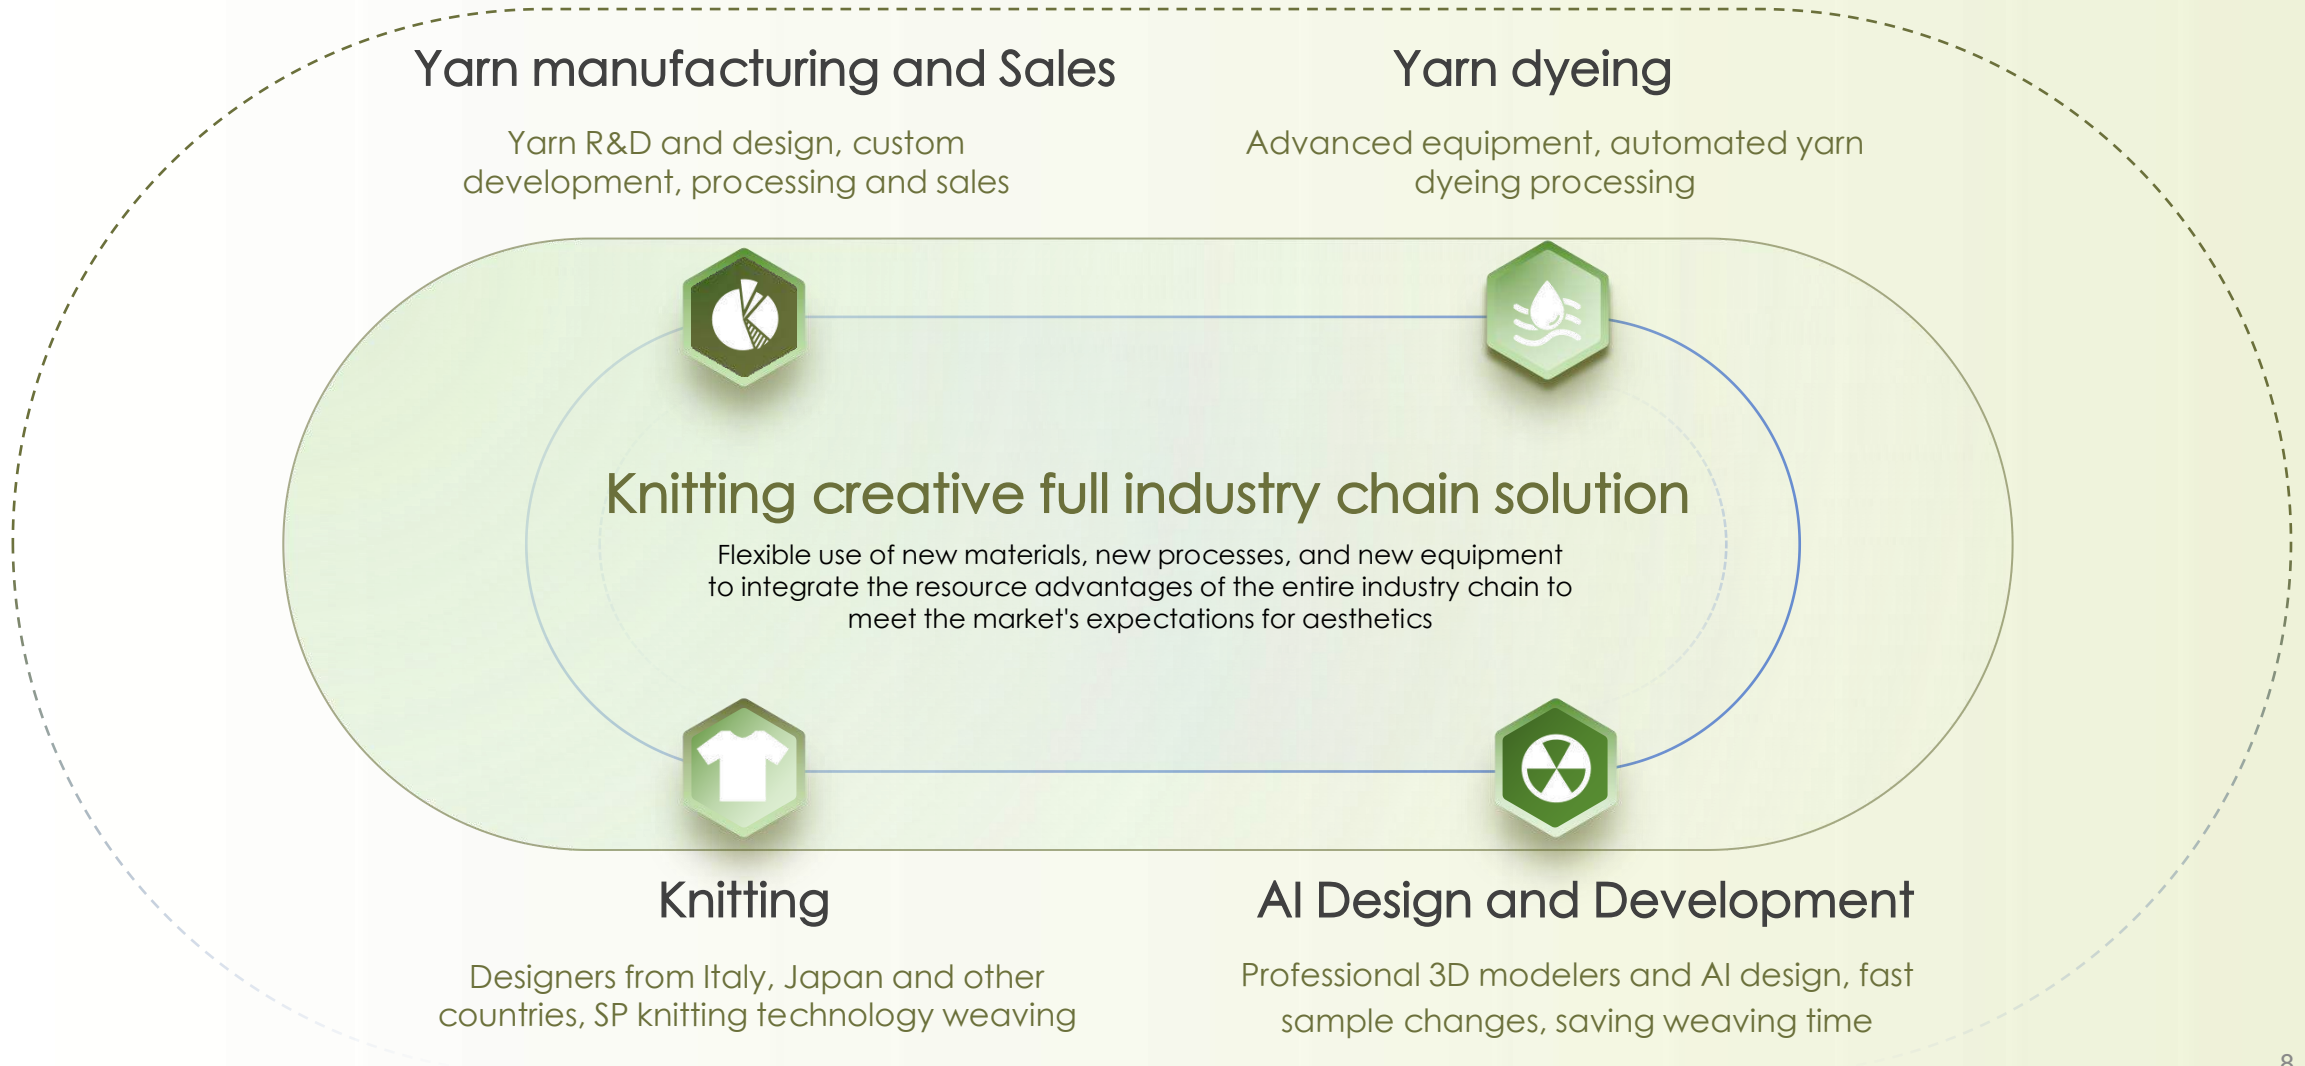 Yarn manufacturing and Sales
Yarn R&D and design, custom
development, processing and sales
Yarn dyeing
Advanced equipment, automated yarn
dyeing processing
Knitting creative full industry chain solution
Flexible use of new materials, new processes, and new equipment
to integrate the resource advantages of the entire industry chain to
meet the market's expectations for aesthetics
Knitting
Designers from Italy, Japan and other
countries, SP knitting technology weaving
AI Design and Development
Professional 3D modelers and AI design, fast
sample changes, saving weaving time
8